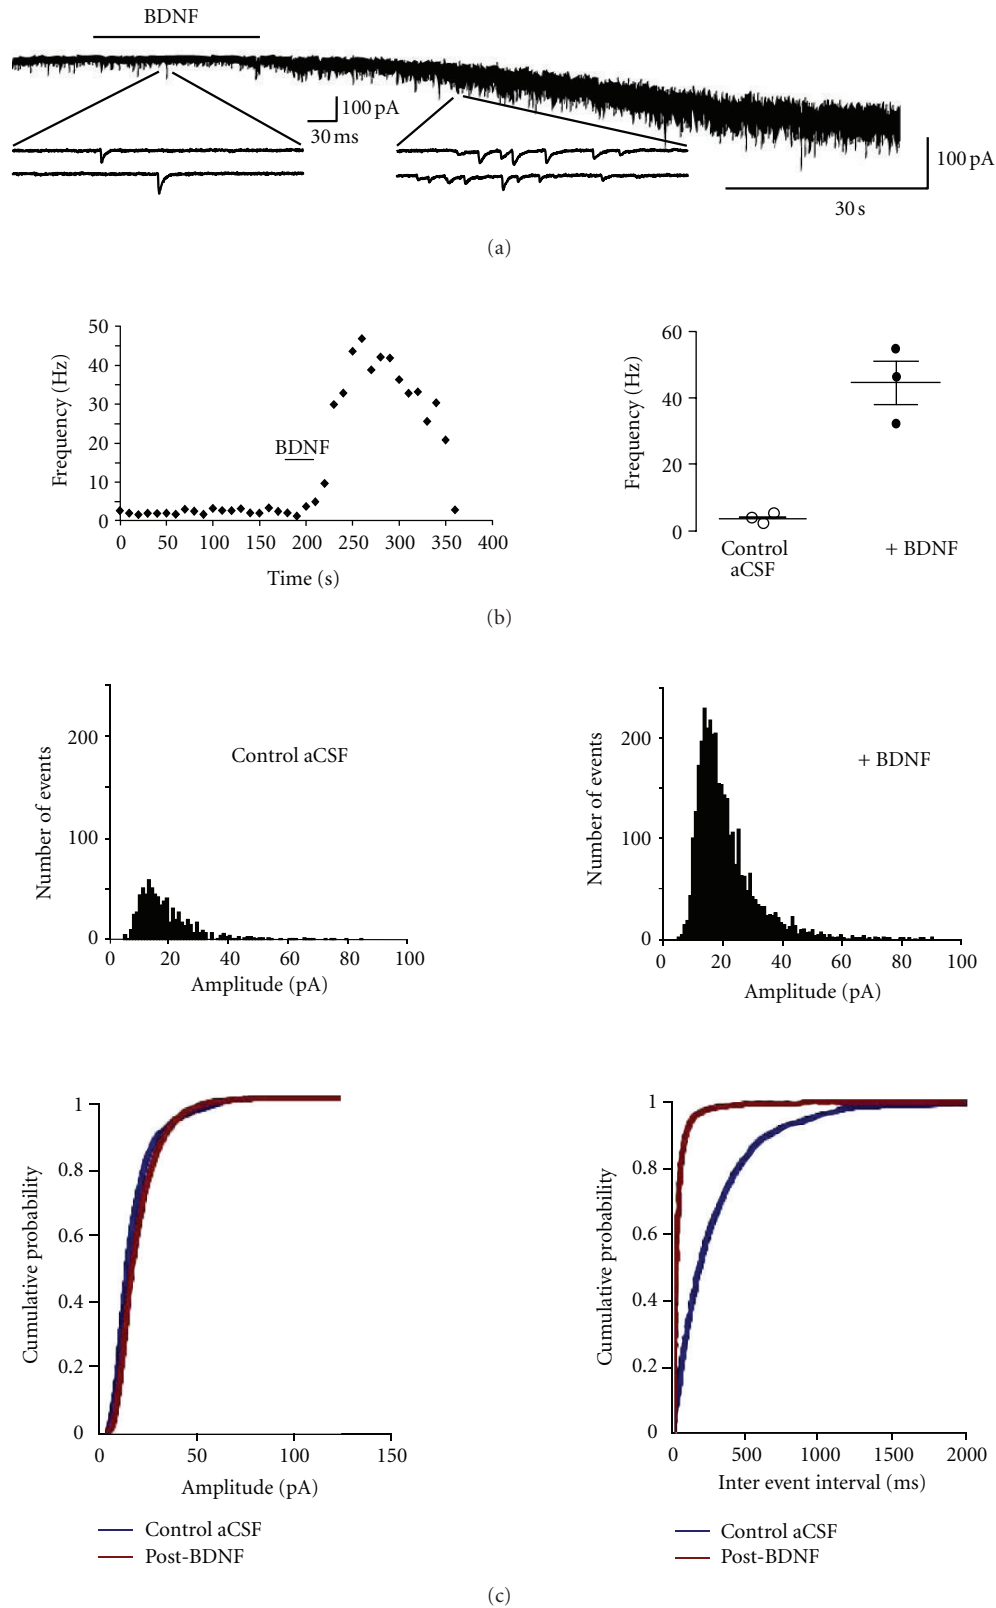 BDNF
100 pA
30 ms
100 pA
30 s
(a)
50
40
30
20
10
0
Frequency (Hz)
BDNF
0 50 100 150 200 250 300 350 400
Time (s)
60
40
20
0
Frequency (Hz)
Control
aCSF
+ BDNF
(b)
200
100
0
Number of events
Control aCSF
0 20 40 60 80 100
Amplitude (pA)
200
100
0
Number of events
+ BDNF
0 20 40 60 80 100
Amplitude (pA)
1
0.8
0.6
0.4
0.2
0
Cumulative probability
0 50 100 150
Amplitude (pA)
Control aCSF
Post-BDNF
1
0.8
0.6
0.4
0.2
0
Cumulative probability
0 500 1000 1500 2000
Inter event interval (ms)
Control aCSF
Post-BDNF
(c)